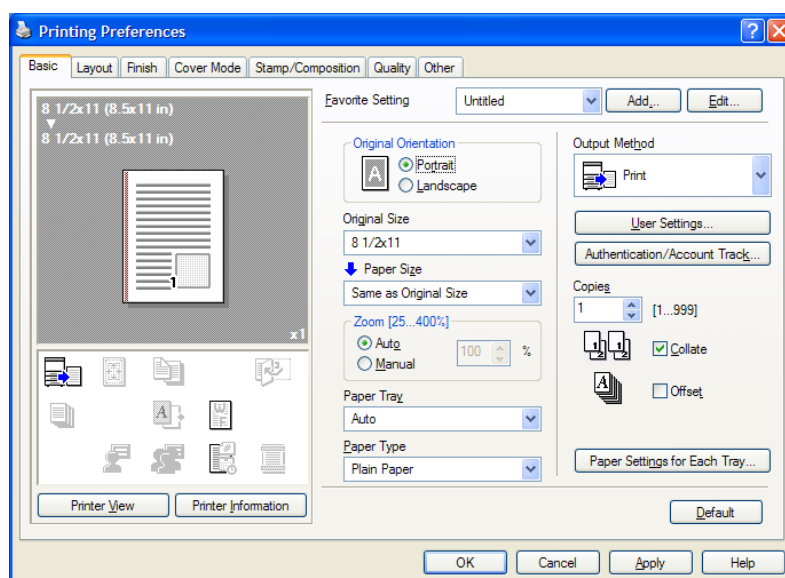 Printing Preferences
Basic Layout Finish Cover Mode Stamp/Composition Quality Other
8 1/2x11 (8.5x11 in)
8 1/2x11 (8.5x11 in)
1
x1
Printer View Printer Information
Favorite Setting Untitled Add... Edit...
Original Orientation
A Portrait
Landscape
Original Size
8 1/2x11
Paper Size
Same as Original Size
Zoom [25...400%]
Auto
Manual
100 %
Paper Tray
Auto
Paper Type
Plain Paper
Output Method
Print
User Settings...
Authentication/Account Track...
Copies
1 [1...999]
Collate
Offset
Paper Settings for Each Tray...
Default
OK Cancel Apply Help